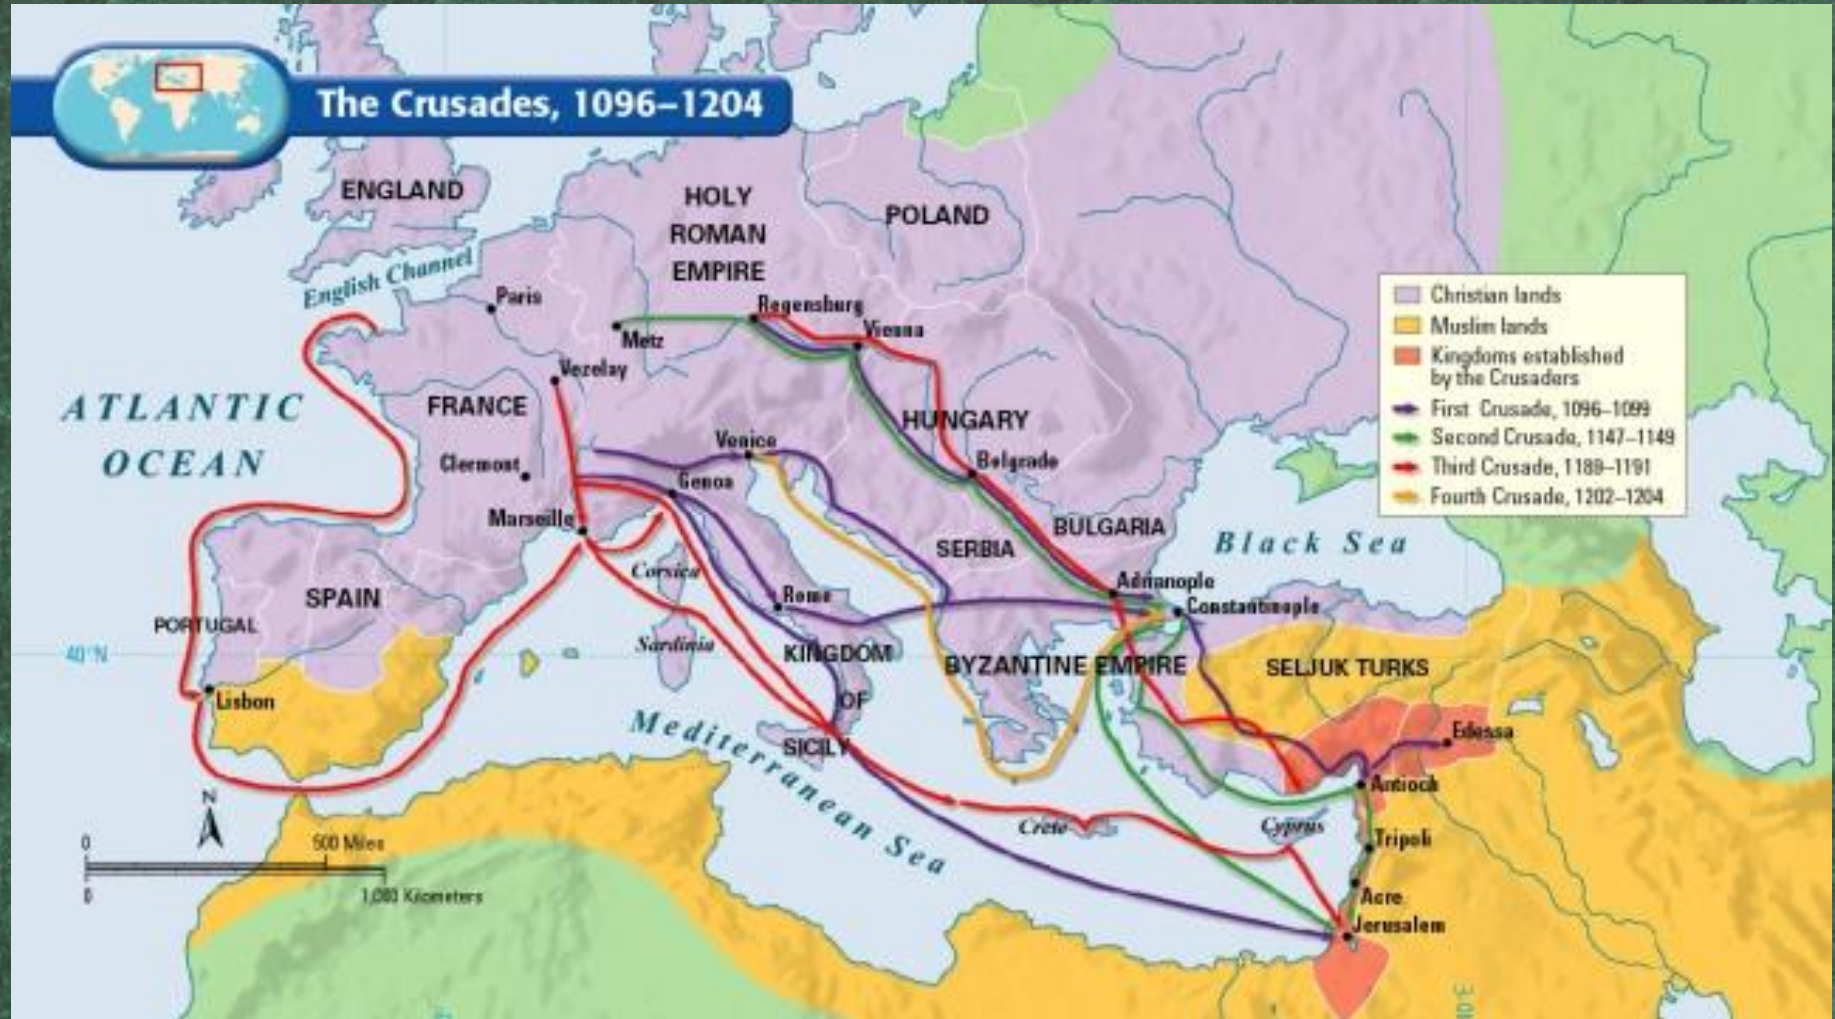 The Crusades, 1096–1204
ENGLAND
HOLY
ROMAN
EMPIRE
POLAND
English Channel
Paris
Metz
Regensburg
Vienna
Christian lands
Muslim lands
Kingdoms established
by the Crusaders
First Crusade, 1096–1099
Second Crusade, 1147–1149
Third Crusade, 1189–1191
Fourth Crusade, 1202–1204
Vezelay
ATLANTIC
OCEAN
FRANCE
HUNGARY
Clermont
Venice
Genoa
Belgrade
Marseille
BULGARIA
SERBIA
Black Sea
Corsica
SPAIN
PORTUGAL
Rome
Adrianople
Constantinople
40°N
Sardinia
KINGDOM
OF
SICILY
BYZANTINE EMPIRE
SELJUK TURKS
Lisbon
Mediterranean Sea
Edessa
Antioch
Crete
Cyprus
Tripoli
Acre
Jerusalem
N
0
500 Miles
0
1,000 Kilometers